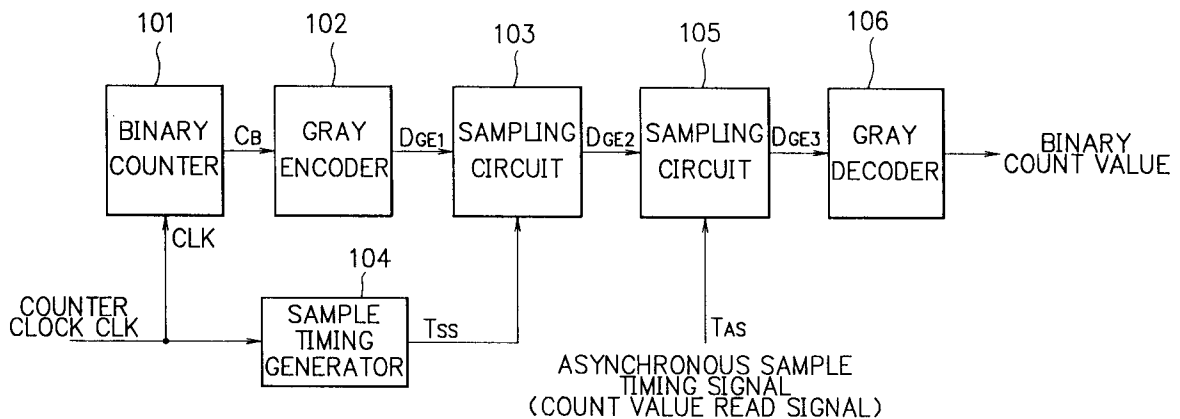 101
102
103
105
106
BINARY
COUNTER
CB
GRAY
ENCODER
DGE1
SAMPLING
CIRCUIT
DGE2
SAMPLING
CIRCUIT
DGE3
GRAY
DECODER
BINARY
COUNT VALUE
CLK
104
COUNTER
CLOCK CLK
SAMPLE
TIMING
GENERATOR
TSS
TAS
ASYNCHRONOUS SAMPLE
TIMING SIGNAL
(COUNT VALUE READ SIGNAL)